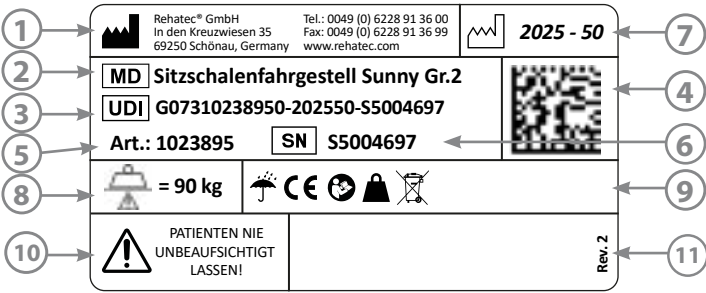 1
Rehatec® GmbH
In den Kreuzwiesen 35
69250 Schönau, Germany
Tel.: 0049 (0) 6228 91 36 00
Fax: 0049 (0) 6228 91 36 99
www.rehatec.com
2025 - 50
7
2
MD Sitzschalenfahrgestell Sunny Gr.2
3
UDI G07310238950-202550-S5004697
4
5
Art.: 1023895 SN S5004697
6
8
= 90 kg
CE
9
10
PATIENTEN NIE
UNBEAUFSICHTIGT
LASSEN!
Rev. 2
11